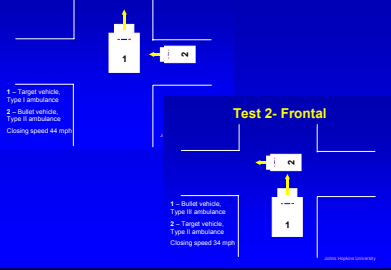 1
2
1 – Target vehicle,
Type I ambulance
2 – Bullet vehicle,
Type II ambulance
Closing speed 44 mph
Test 2- Frontal
2
1 – Bullet vehicle,
Type III ambulance
2 – Target vehicle,
Type II ambulance
Closing speed 34 mph
1
Johns Hopkins University